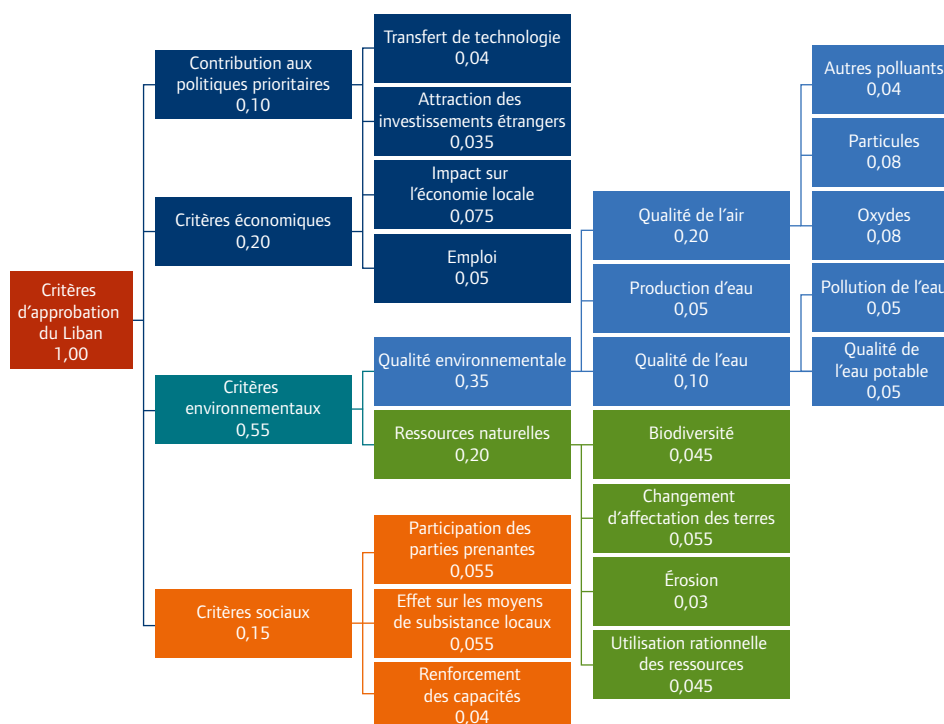 Critères
d'approbation
du Liban
1,00
Contribution aux
politiques prioritaires
0,10
Critères économiques
0,20
Critères
environnementaux
0,55
Critères sociaux
0,15
Transfert de technologie
0,04
Attraction des
investissements étrangers
0,035
Impact sur
l'économie locale
0,075
Emploi
0,05
Qualité environnementale
0,35
Ressources naturelles
0,20
Participation des
parties prenantes
0,055
Effet sur les moyens
de subsistance locaux
0,055
Renforcement
des capacités
0,04
Qualité de l'air
0,20
Production d'eau
0,05
Qualité de l'eau
0,10
Biodiversité
0,045
Changement
d'affectation des terres
0,055
Érosion
0,03
Utilisation rationnelle
des ressources
0,045
Autres polluants
0,04
Particules
0,08
Oxydes
0,08
Pollution de l'eau
0,05
Qualité de
l'eau potable
0,05